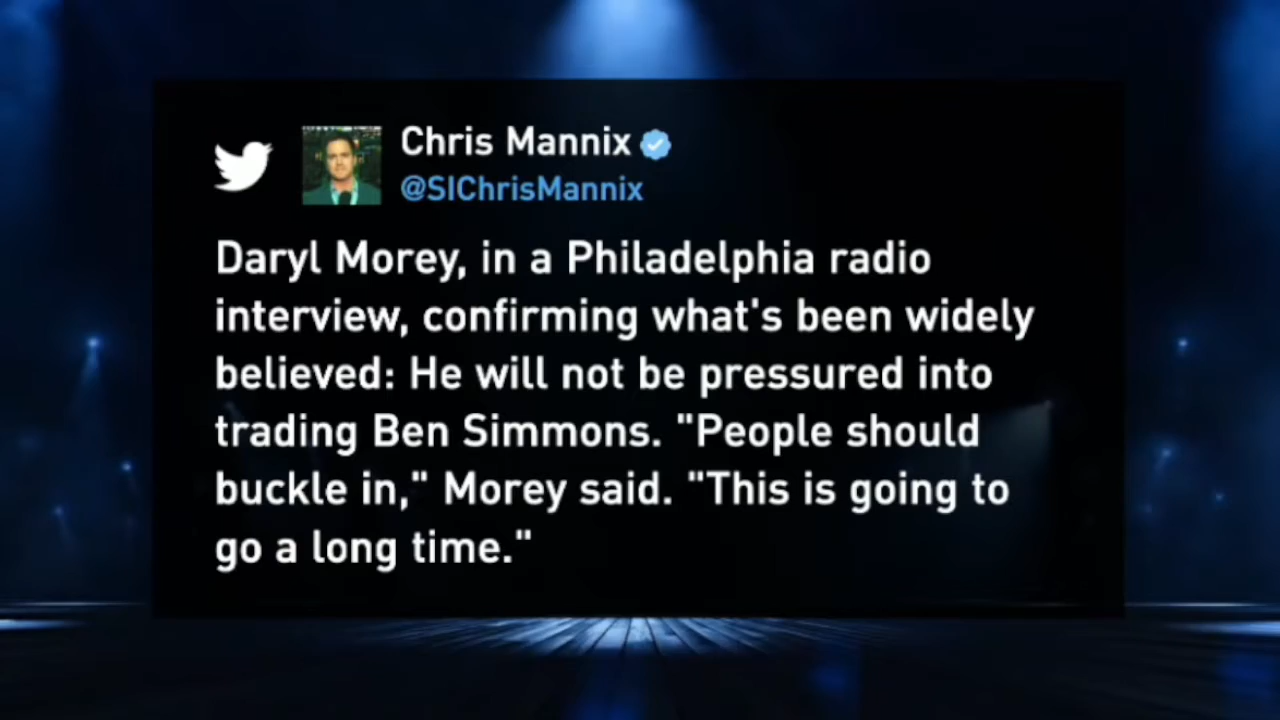 Chris Mannix
@SIChrisMannix
Daryl Morey, in a Philadelphia radio
interview, confirming what's been widely
believed: He will not be pressured into
trading Ben Simmons. "People should
buckle in," Morey said. "This is going to
go a long time."